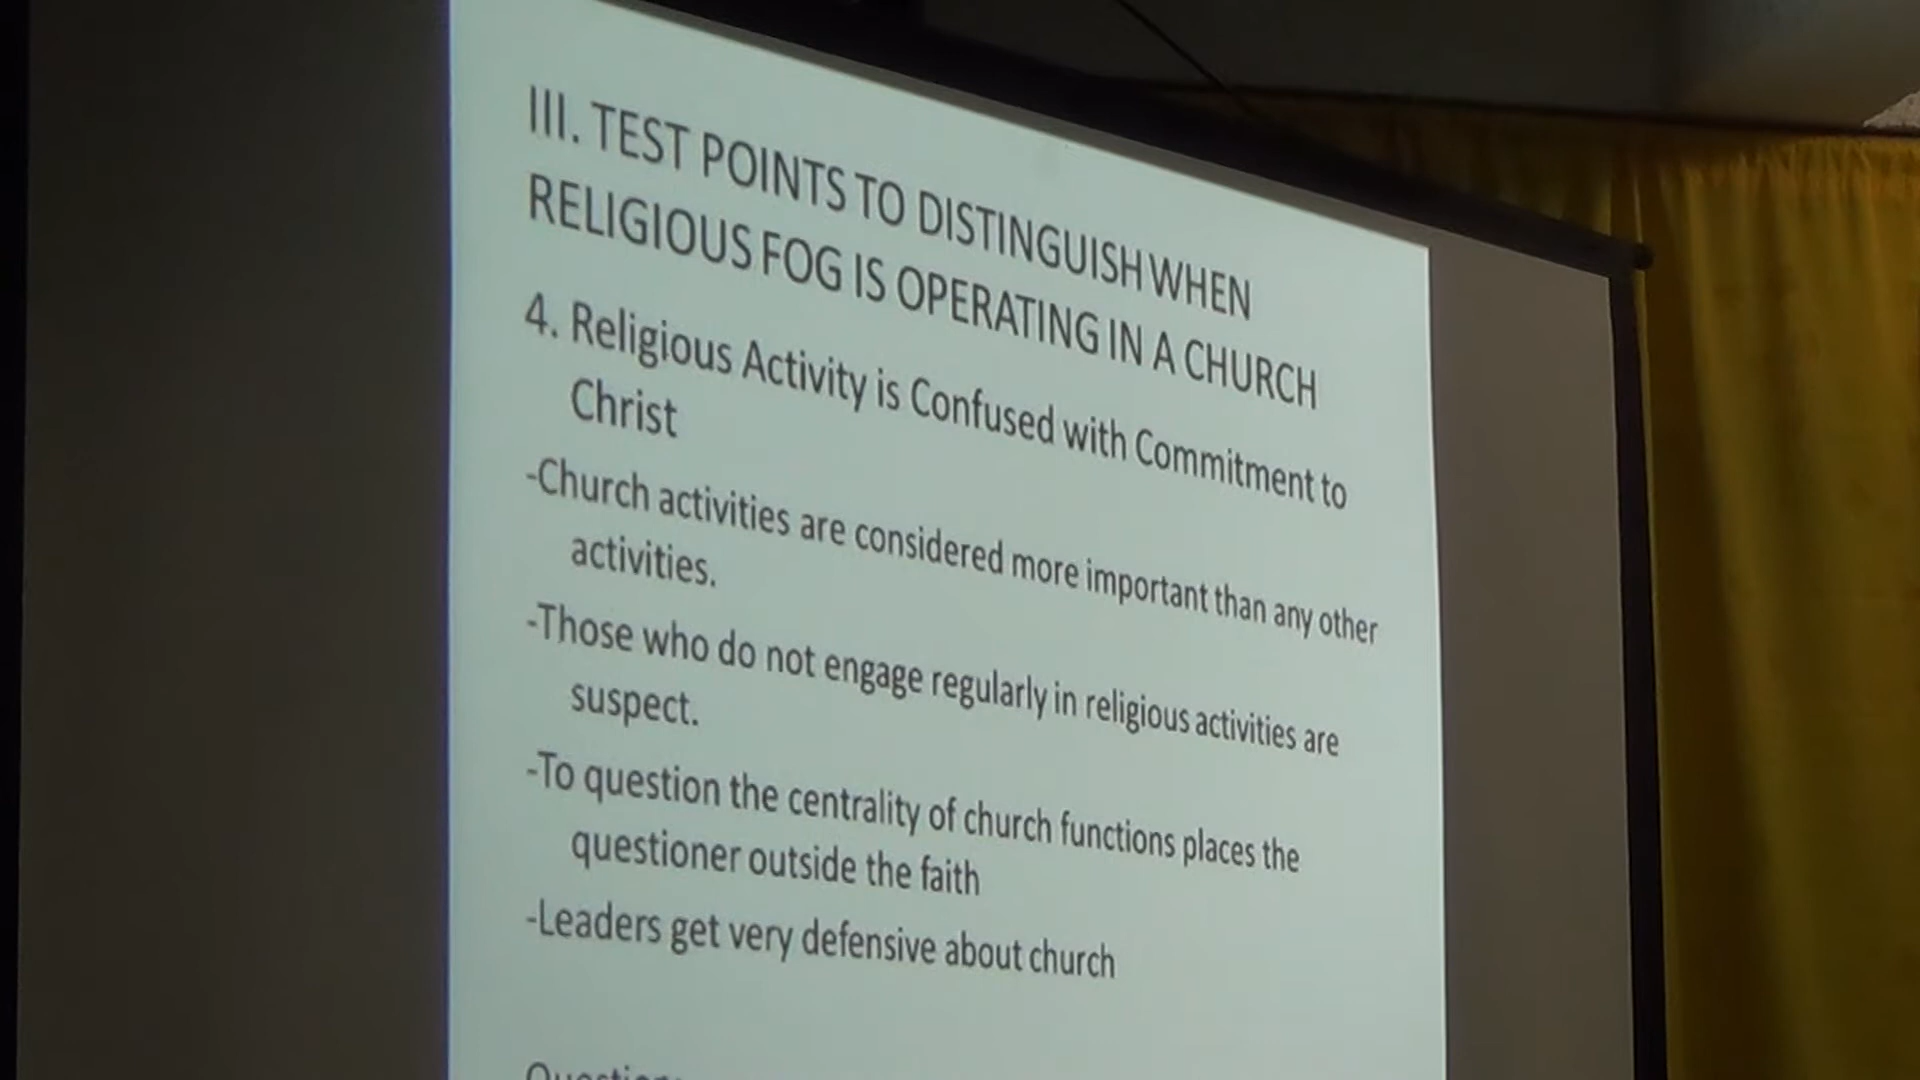 III. TEST POINTS TO DISTINGUISH WHEN
RELIGIOUS FOG IS OPERATING IN A CHURCH
4. Religious Activity is Confused with Commitment to
Christ
-Church activities are considered more important than any other
activities.
-Those who do not engage regularly in religious activities are
suspect.
-To question the centrality of church functions places the
questioner outside the faith
-Leaders get very defensive about church